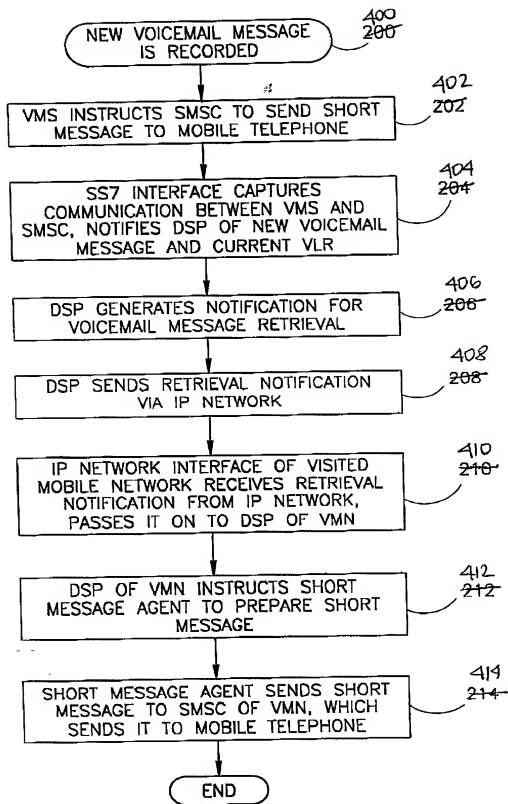 NEW VOICEMAIL MESSAGE
IS RECORDED
400
200
VMS INSTRUCTS SMSC TO SEND SHORT
MESSAGE TO MOBILE TELEPHONE
402
202
SS7 INTERFACE CAPTURES
COMMUNICATION BETWEEN VMS AND
SMSC, NOTIFIES DSP OF NEW VOICEMAIL
MESSAGE AND CURRENT VLR
404
204
DSP GENERATES NOTIFICATION FOR
VOICEMAIL MESSAGE RETRIEVAL
406
206
DSP SENDS RETRIEVAL NOTIFICATION
VIA IP NETWORK
408
208
IP NETWORK INTERFACE OF VISITED
MOBILE NETWORK RECEIVES RETRIEVAL
NOTIFICATION FROM IP NETWORK,
PASSES IT ON TO DSP OF VMN
410
210
DSP OF VMN INSTRUCTS SHORT
MESSAGE AGENT TO PREPARE SHORT
MESSAGE
412
212
SHORT MESSAGE AGENT SENDS SHORT
MESSAGE TO SMSC OF VMN, WHICH
SENDS IT TO MOBILE TELEPHONE
414
214
END